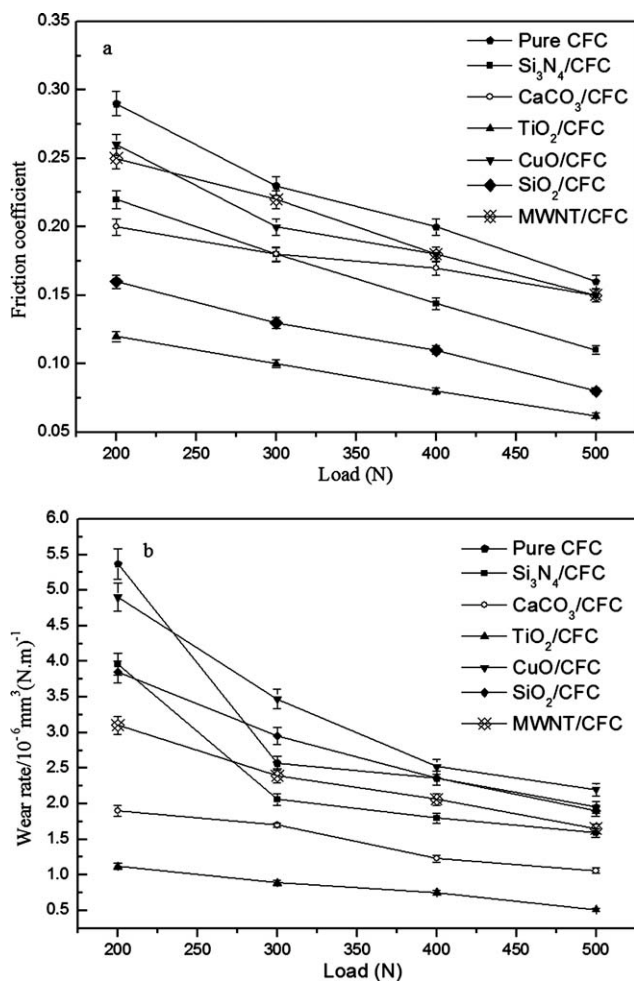 a
Pure CFC
Si₃N₄/CFC
CaCO₃/CFC
TiO₂/CFC
CuO/CFC
SiO₂/CFC
MWNT/CFC
Friction coefficient
0.35
0.30
0.25
0.20
0.15
0.10
0.05
200 250 300 350 400 450 500
Load (N)
b
Pure CFC
Si₃N₄/CFC
CaCO₃/CFC
TiO₂/CFC
CuO/CFC
SiO₂/CFC
MWNT/CFC
Wear rate/10⁻⁶ mm³(N.m)⁻¹
6.0
5.5
5.0
4.5
4.0
3.5
3.0
2.5
2.0
1.5
1.0
0.5
200 250 300 350 400 450 500
Load (N)